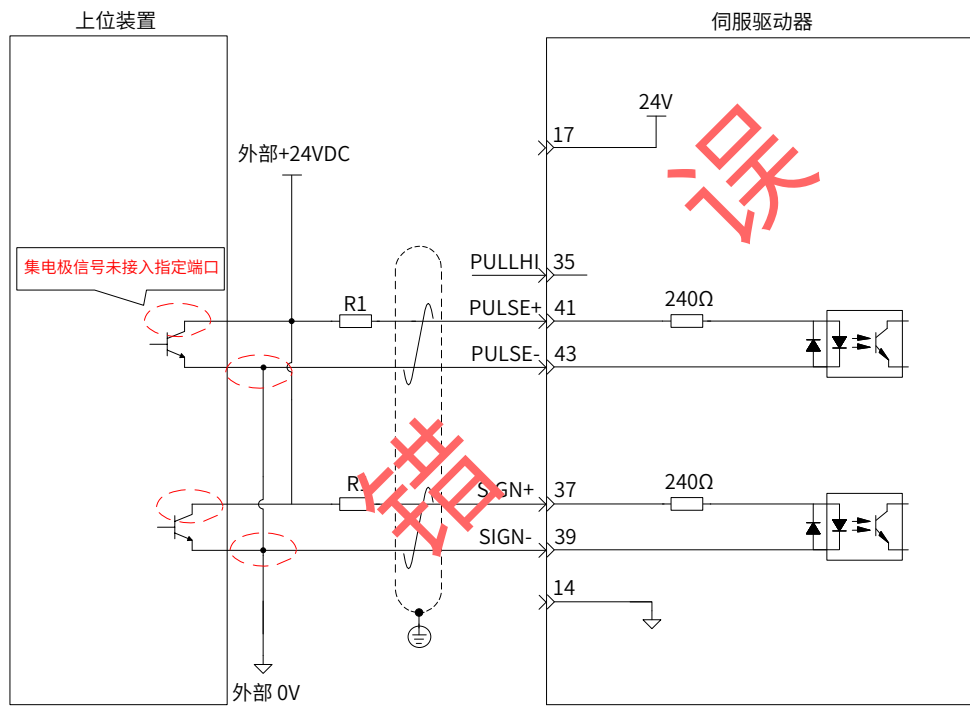 上位装置
伺服驱动器
24V
17
外部+24VDC
误
集电极信号未接入指定端口
PULLHI 35
R1
PULSE+ 41
240Ω
PULSE- 43
错
R1
SIGN+ 37
240Ω
SIGN- 39
14
外部 0V